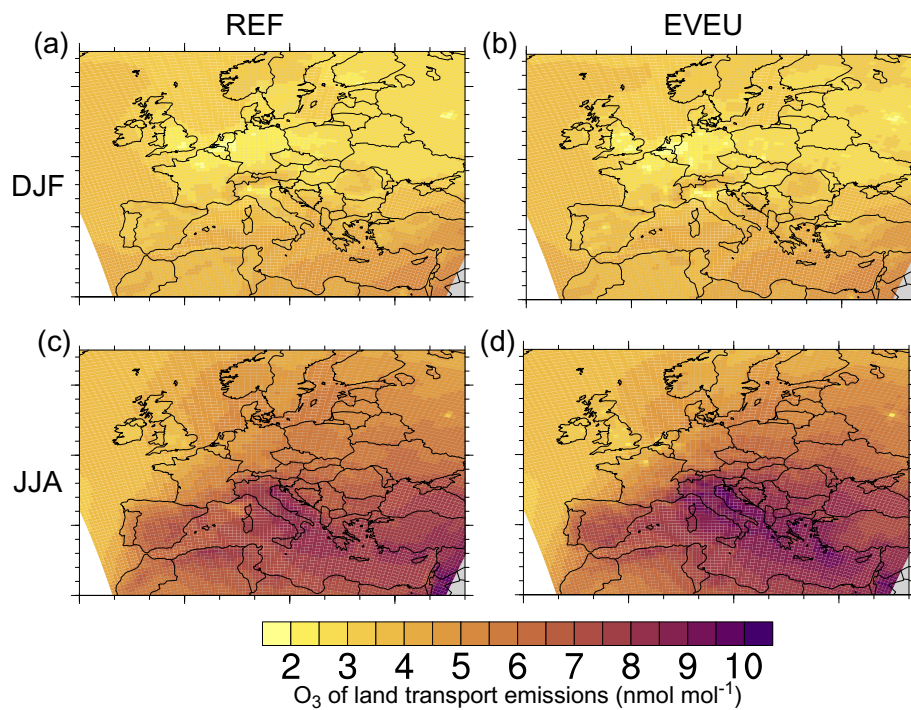 REF EVEU
(a) (b)
DJF
(c) (d)
JJA
2 3 4 5 6 7 8 9 10
O₃ of land transport emissions (nmol mol⁻¹)